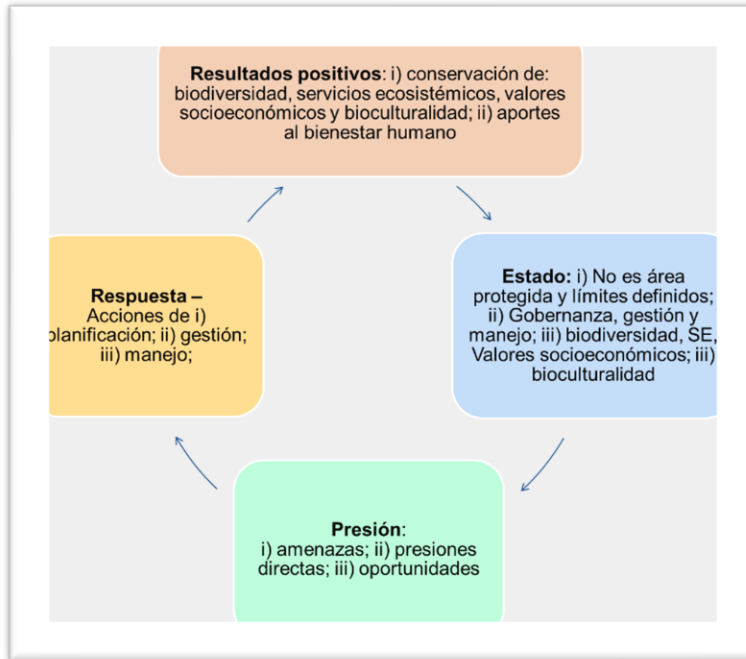 Resultados positivos: i) conservación de:
biodiversidad, servicios ecosistémicos, valores
socioeconómicos y bioculturalidad; ii) aportes
al bienestar humano
Estado: i) No es área
protegida y límites definidos;
ii) Gobernanza, gestión y
manejo; iii) biodiversidad, SE,
Valores socioeconómicos; iii)
bioculturalidad
Presión:
i) amenazas; ii) presiones
directas; iii) oportunidades
Respuesta –
Acciones de i)
planificación; ii) gestión;
iii) manejo;